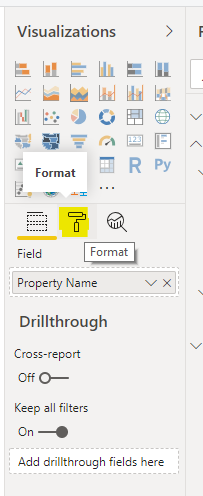 Visualizations
R Py
Format
...
Format
Field
Property Name
Drillthrough
Cross-report
Off
Keep all filters
On
Add drillthrough fields here